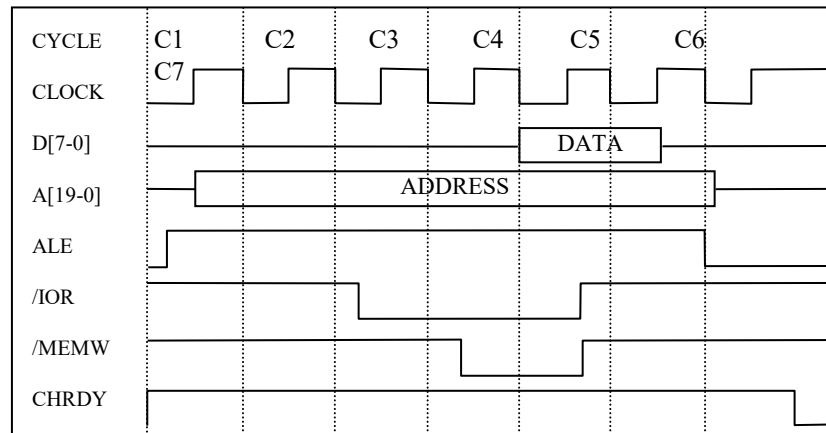 CYCLE C1 C2 C3 C4 C5 C6
C7
CLOCK
D[7-0] DATA
A[19-0] ADDRESS
ALE
/IOR
/MEMW
CHRDY